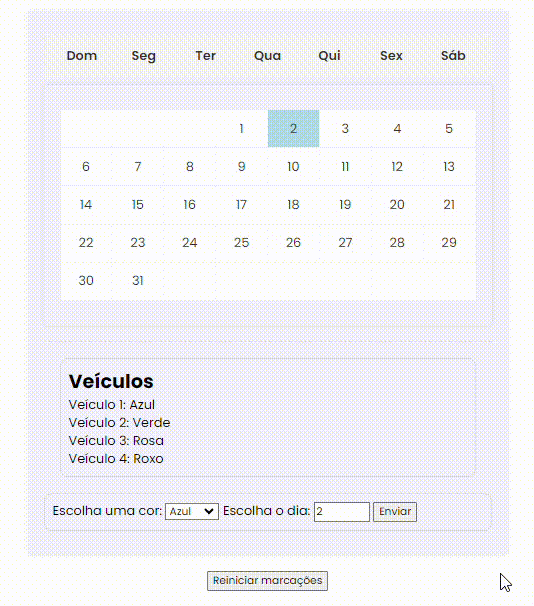 Dom Seg Ter Qua Qui Sex Sáb
1 2 3 4 5
6 7 8 9 10 11 12 13
14 15 16 17 18 19 20 21
22 23 24 25 26 27 28 29
30 31
Veículos
Veículo 1: Azul
Veículo 2: Verde
Veículo 3: Rosa
Veículo 4: Roxo
Escolha uma cor: Azul Escolha o dia: 2 Enviar
Reiniciar marcações